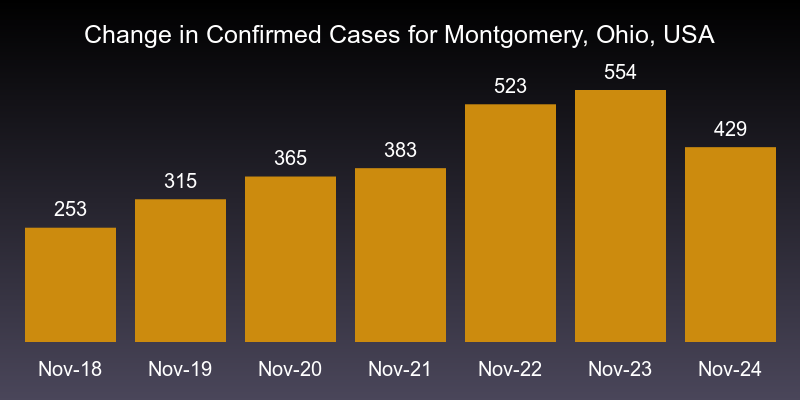 Change in Confirmed Cases for Montgomery, Ohio, USA
253
315
365
383
523
554
429
Nov-18
Nov-19
Nov-20
Nov-21
Nov-22
Nov-23
Nov-24